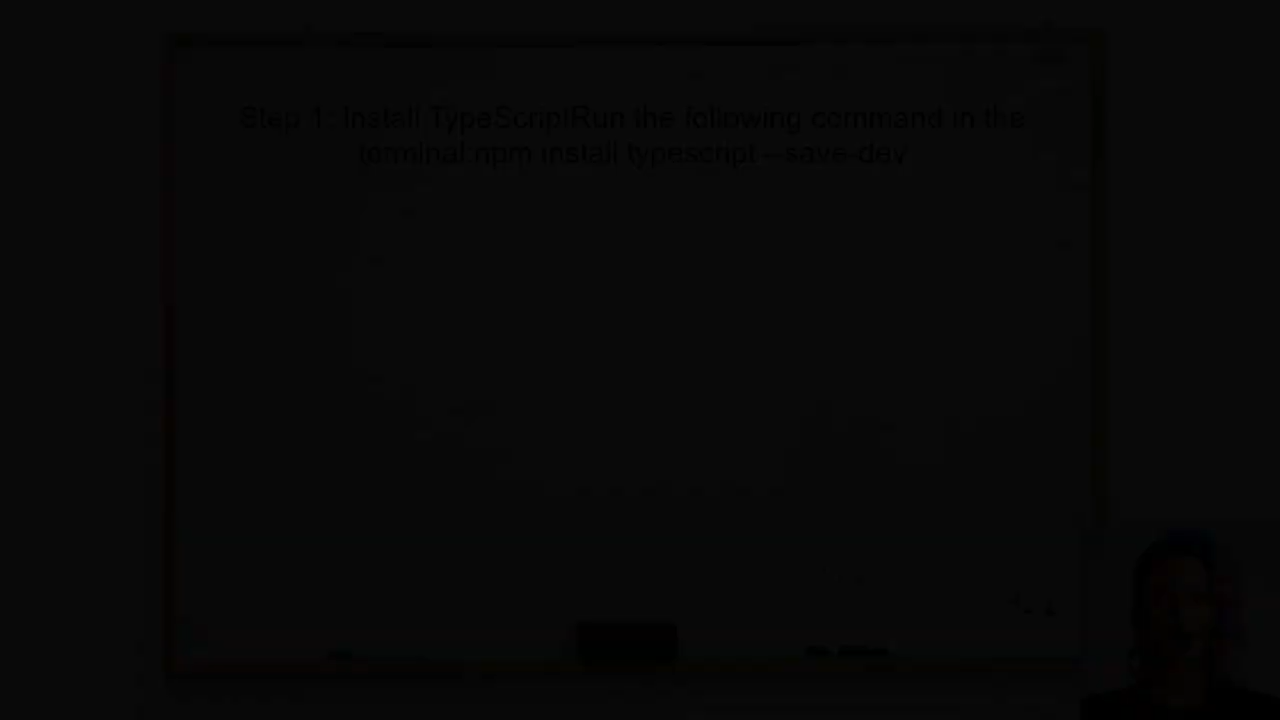 Step 1: Install TypeScriptRun the following command in the
terminal:npm install typescript --save-dev